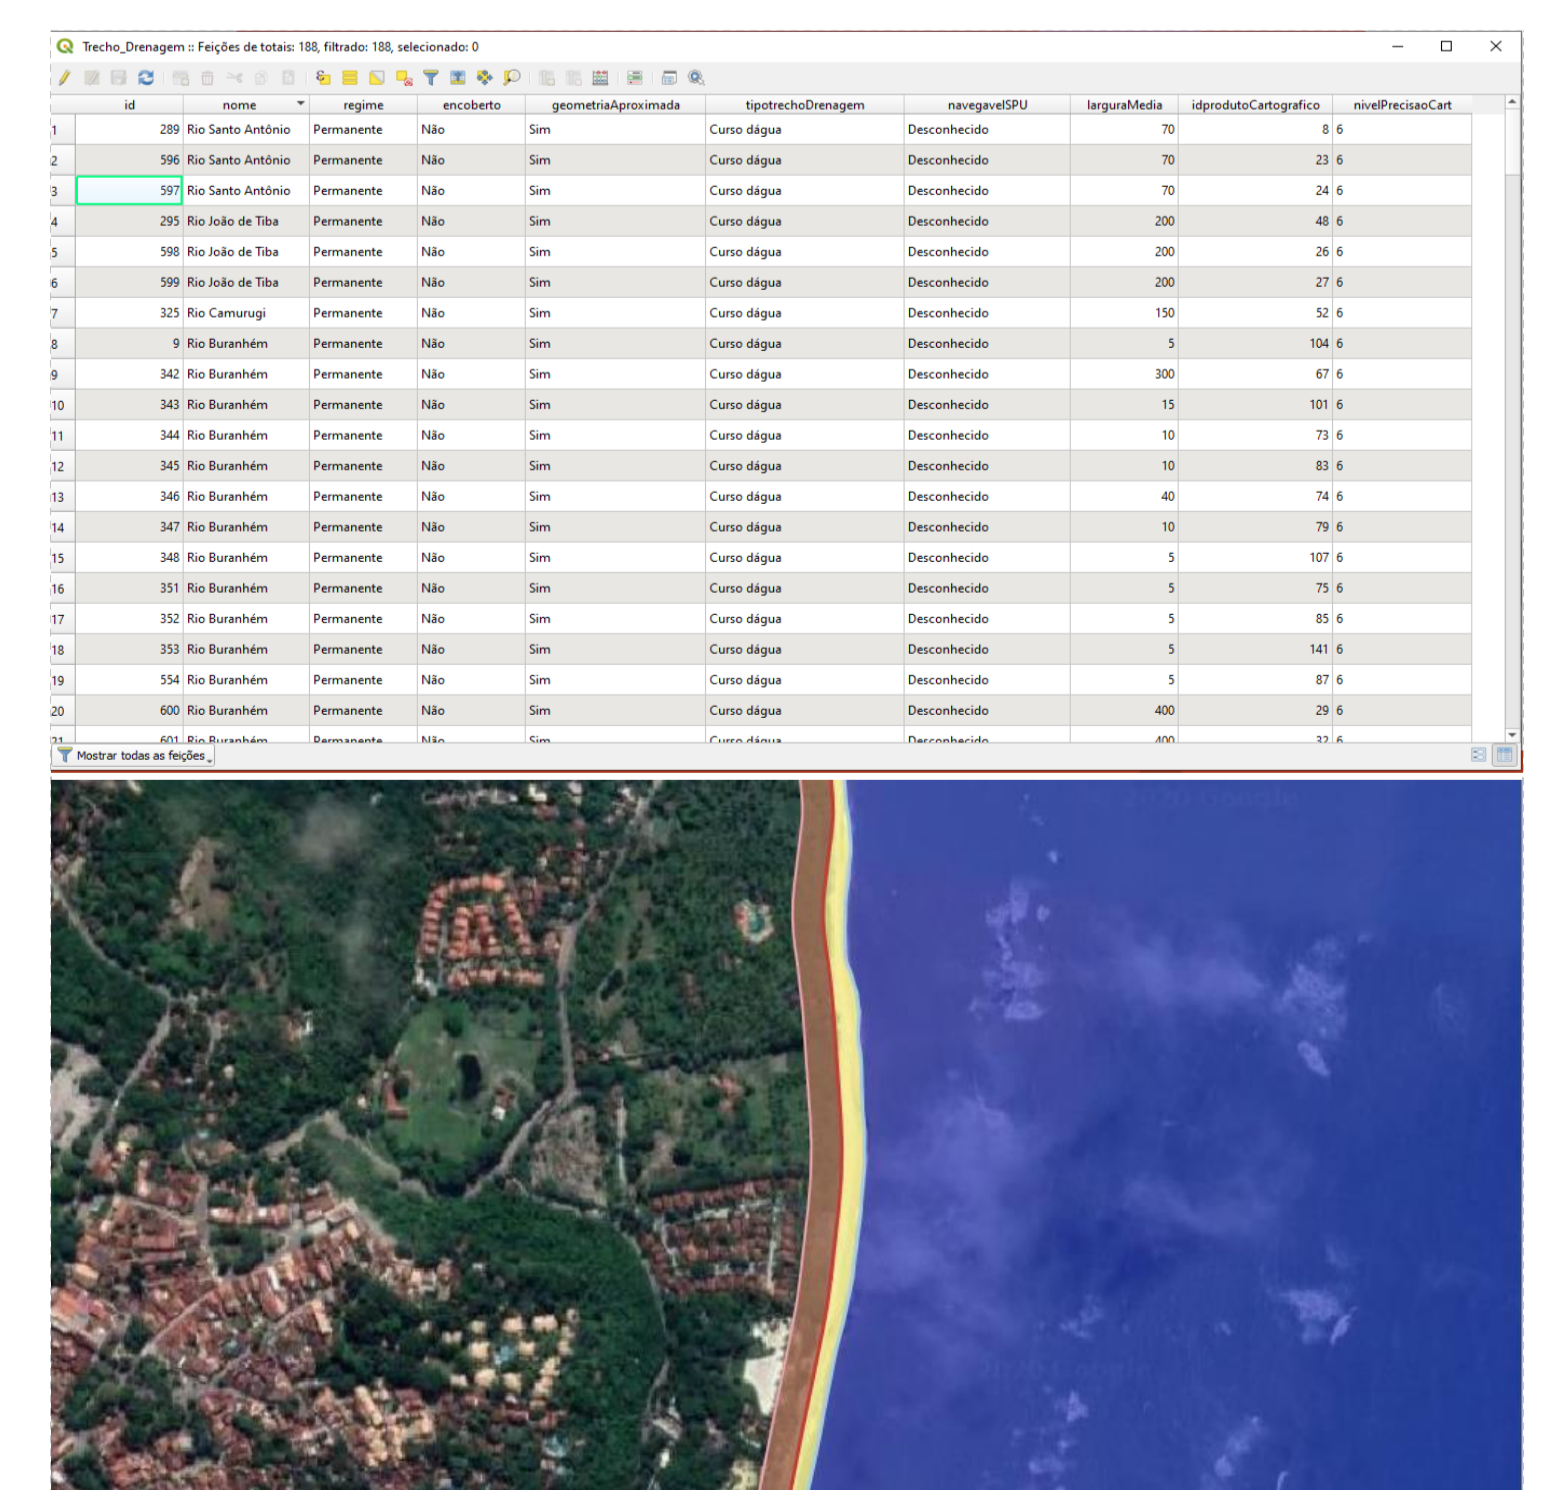 Trecho_Drenagem :: Feições de totais: 188, filtrado: 188, selecionado: 0
id nome regime encoberto geometriaAproximada tipotrechoDrenagem navegavelSPU larguraMedia idprodutoCartografico nivelPrecisaoCart
1 289 Rio Santo Antônio Permanente Não Sim Curso dágua Desconhecido 70 8 6
2 596 Rio Santo Antônio Permanente Não Sim Curso dágua Desconhecido 70 23 6
3 597 Rio Santo Antônio Permanente Não Sim Curso dágua Desconhecido 70 24 6
4 295 Rio João de Tiba Permanente Não Sim Curso dágua Desconhecido 200 48 6
5 598 Rio João de Tiba Permanente Não Sim Curso dágua Desconhecido 200 26 6
6 599 Rio João de Tiba Permanente Não Sim Curso dágua Desconhecido 200 27 6
7 325 Rio Camurugi Permanente Não Sim Curso dágua Desconhecido 150 52 6
8 9 Rio Buranhém Permanente Não Sim Curso dágua Desconhecido 5 104 6
9 342 Rio Buranhém Permanente Não Sim Curso dágua Desconhecido 300 67 6
10 343 Rio Buranhém Permanente Não Sim Curso dágua Desconhecido 15 101 6
11 344 Rio Buranhém Permanente Não Sim Curso dágua Desconhecido 10 73 6
12 345 Rio Buranhém Permanente Não Sim Curso dágua Desconhecido 10 83 6
13 346 Rio Buranhém Permanente Não Sim Curso dágua Desconhecido 40 74 6
14 347 Rio Buranhém Permanente Não Sim Curso dágua Desconhecido 10 79 6
15 348 Rio Buranhém Permanente Não Sim Curso dágua Desconhecido 5 107 6
16 351 Rio Buranhém Permanente Não Sim Curso dágua Desconhecido 5 75 6
17 352 Rio Buranhém Permanente Não Sim Curso dágua Desconhecido 5 85 6
18 353 Rio Buranhém Permanente Não Sim Curso dágua Desconhecido 5 141 6
19 554 Rio Buranhém Permanente Não Sim Curso dágua Desconhecido 5 87 6
20 600 Rio Buranhém Permanente Não Sim Curso dágua Desconhecido 400 29 6
21 601 Rio Buranhém Permanente Não Sim Curso dágua Desconhecido 400 32 6
Mostrar todas as feições
Google